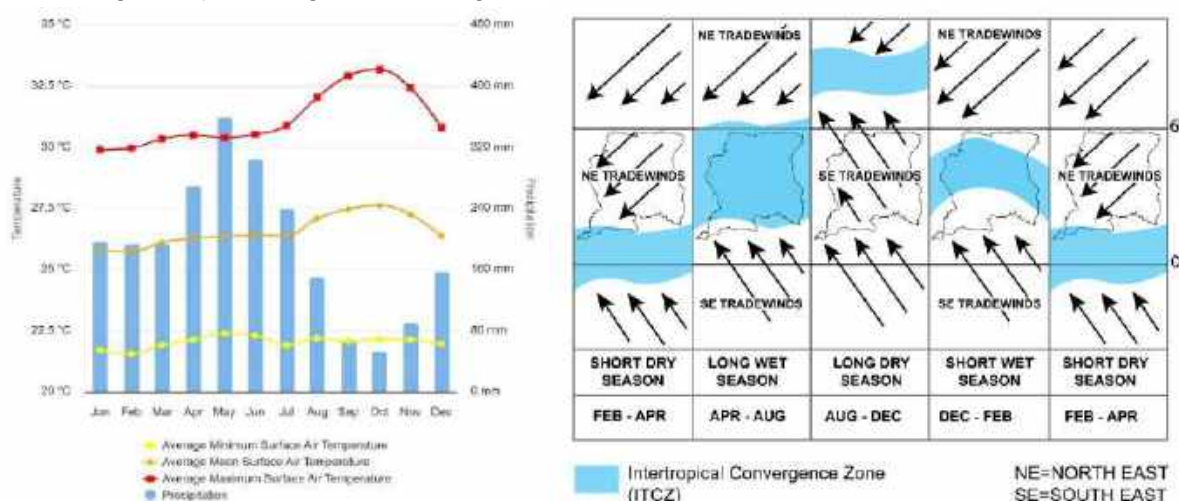 35 °C
32.5 °C
30 °C
27.5 °C
25 °C
22.5 °C
20 °C
Temperature
480 mm
400 mm
320 mm
240 mm
160 mm
80 mm
0 mm
Precipitation
Jan Feb Mar Apr May Jun Jul Aug Sep Oct Nov Dec
Average Minimum Surface Air Temperature
Average Mean Surface Air Temperature
Average Maximum Surface Air Temperature
Precipitation
NE TRADEWINDS
NE TRADEWINDS
6
NE TRADEWINDS
SE TRADEWINDS
NE TRADEWINDS
0
SE TRADEWINDS
SE TRADEWINDS
SHORT DRY SEASON
LONG WET SEASON
LONG DRY SEASON
SHORT WET SEASON
SHORT DRY SEASON
FEB - APR
APR - AUG
AUG - DEC
DEC - FEB
FEB - APR
Intertropical Convergence Zone
(ITCZ)
NE=NORTH EAST
SE=SOUTH EAST